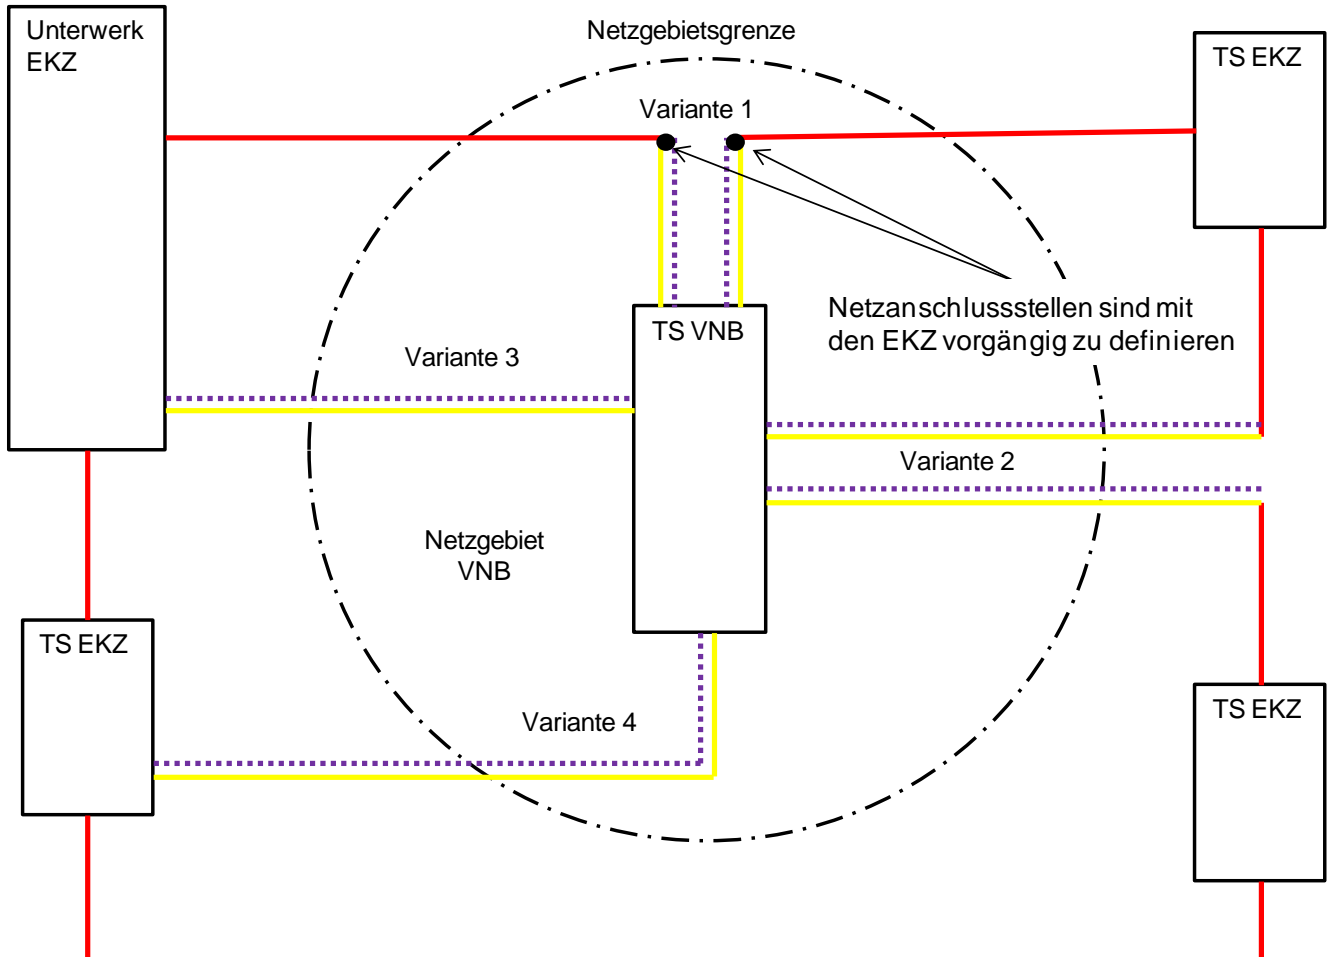 Unterwerk
EKZ
Netzgebietsgrenze
TS EKZ
Variante 1
Netzanschlussstellen sind mit
den EKZ vorgängig zu definieren
TS VNB
Variante 3
Variante 2
Netzgebiet
VNB
TS EKZ
Variante 4
TS EKZ